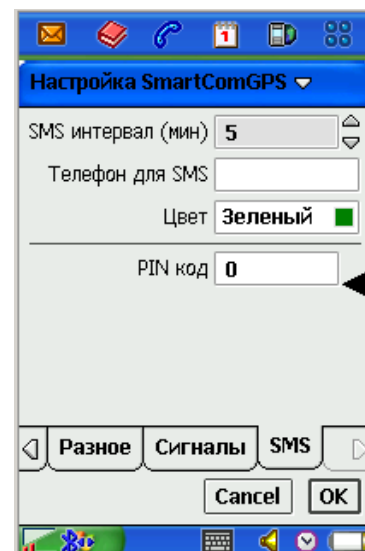 1
Настройка SmartComGPS
SMS интервал (мин) 5
Телефон для SMS
Цвет Зеленый
PIN код 0
Разное Сигналы SMS
Cancel OK